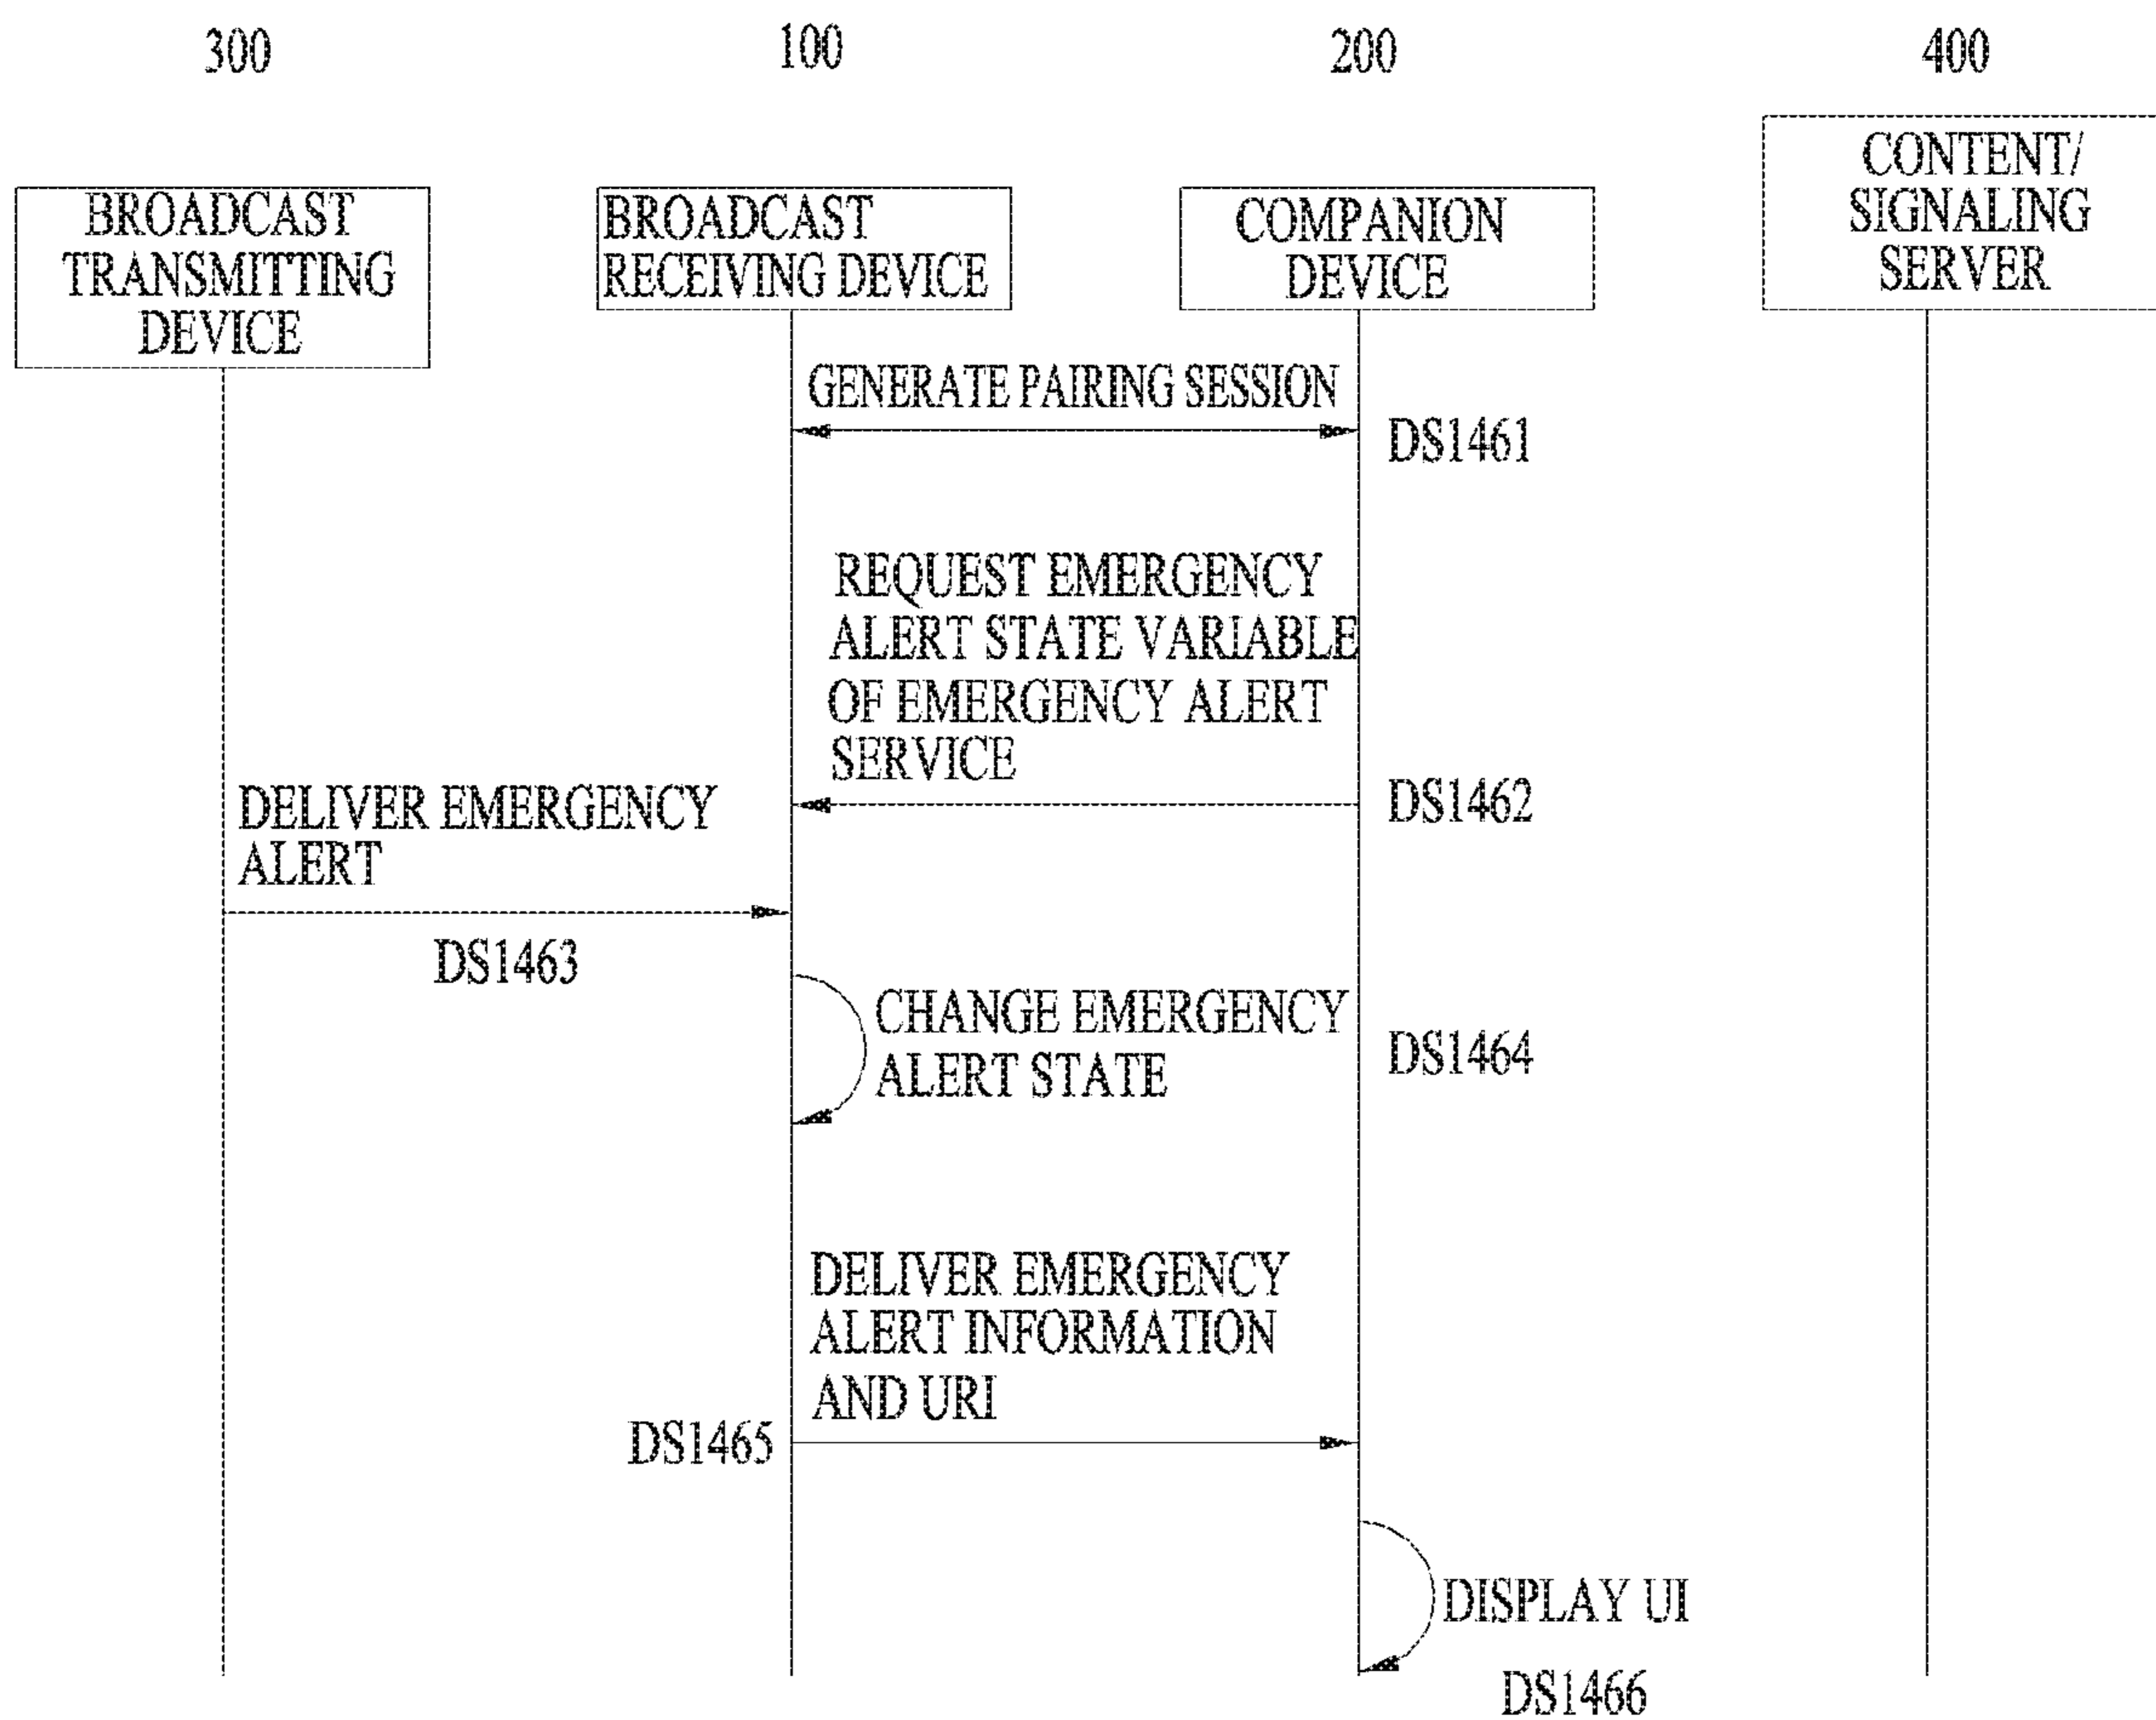 300
100
200
400
BROADCAST
TRANSMITTING
DEVICE
BROADCAST
RECEIVING DEVICE
COMPANION
DEVICE
CONTENT/
SIGNALING
SERVER
GENERATE PAIRING SESSION
DS1461
REQUEST EMERGENCY
ALERT STATE VARIABLE
OF EMERGENCY ALERT
SERVICE
DS1462
DELIVER EMERGENCY
ALERT
DS1463
CHANGE EMERGENCY
ALERT STATE
DS1464
DELIVER EMERGENCY
ALERT INFORMATION
AND URI
DS1465
DISPLAY UI
DS1466